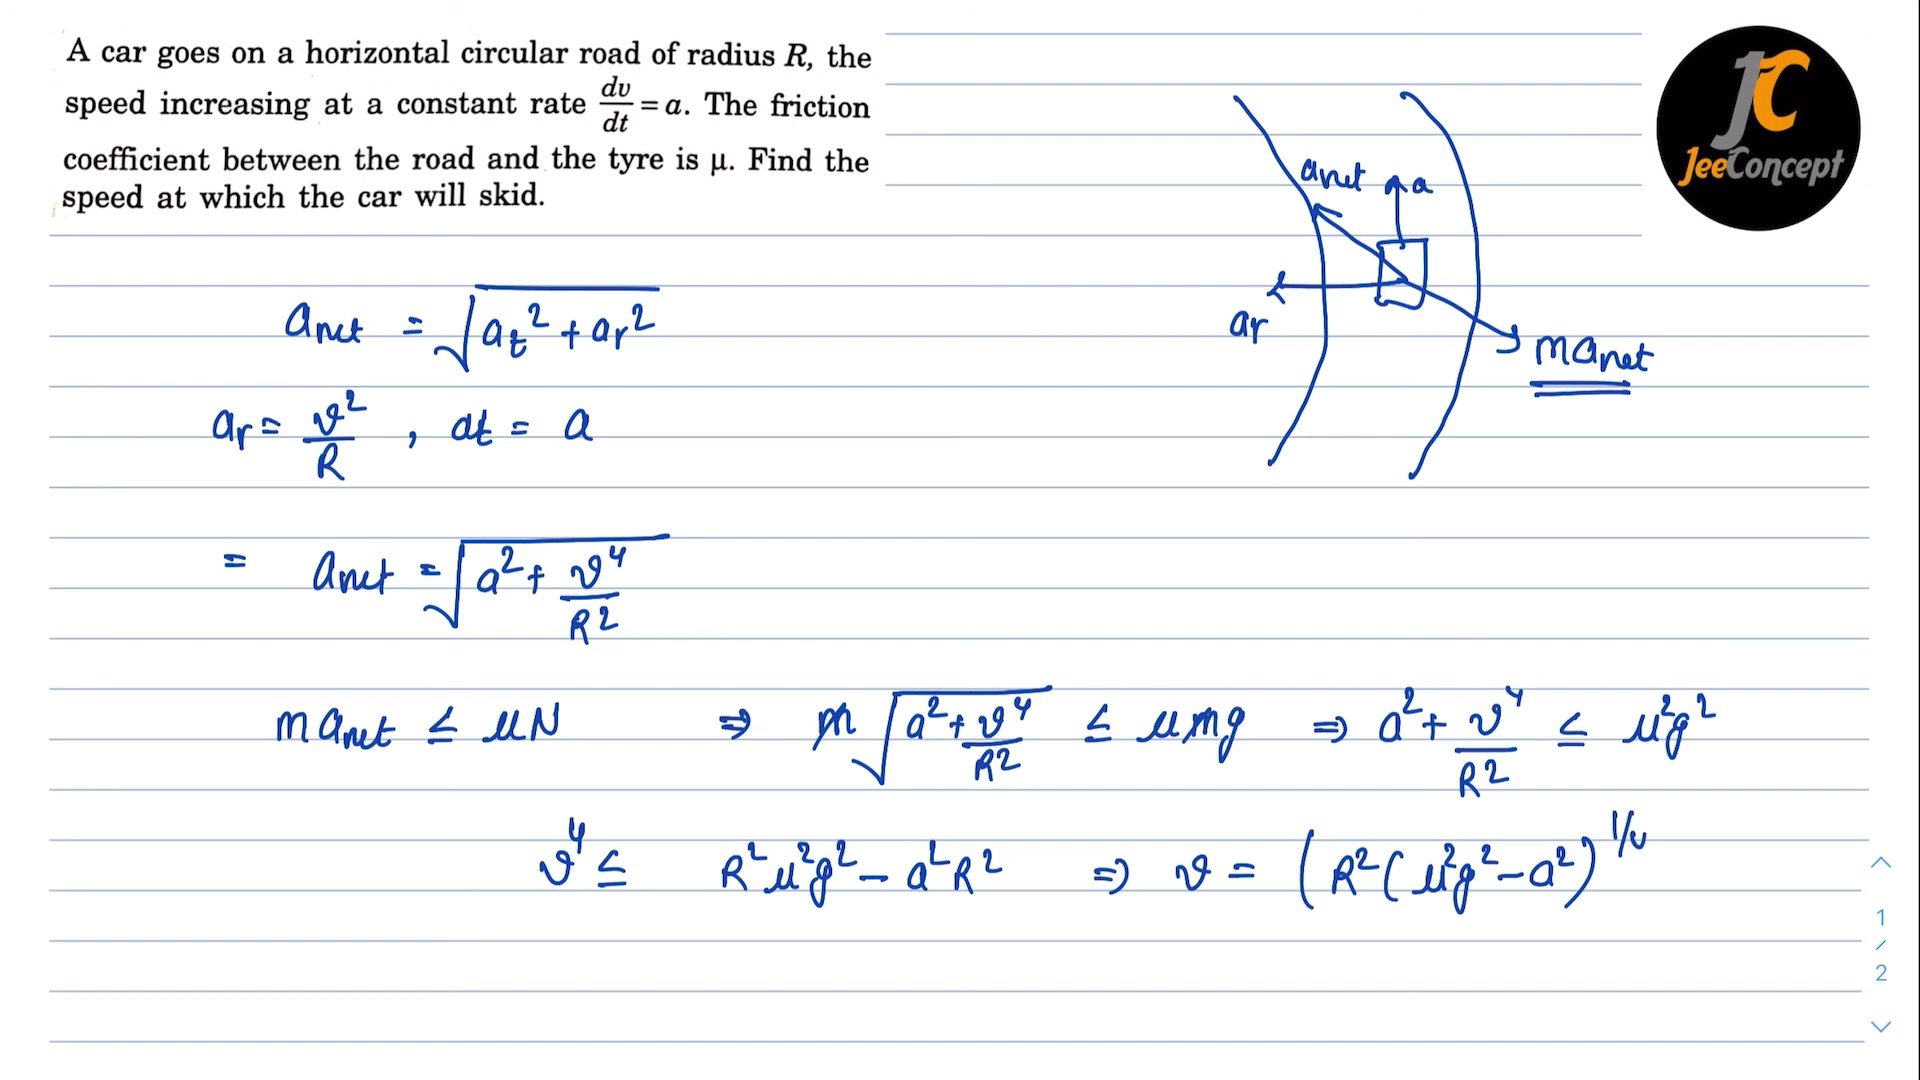 A car goes on a horizontal circular road of radius R, the
speed increasing at a constant rate dv/dt = a. The friction
coefficient between the road and the tyre is μ. Find the
speed at which the car will skid.
JC
JeeConcept
anet
a
ar
manet
anet = √(at² + ar²)
ar = v²/R , at = a
= anet = √(a² + v⁴/R²)
manet ≤ μN ⇒ m√(a² + v⁴/R²) ≤ μmg ⇒ a² + v⁴/R² ≤ μ²g²
v⁴ ≤ R²μ²g² − a²R² ⇒ v = (R²(μ²g² − a²)^1/4
1
/
2